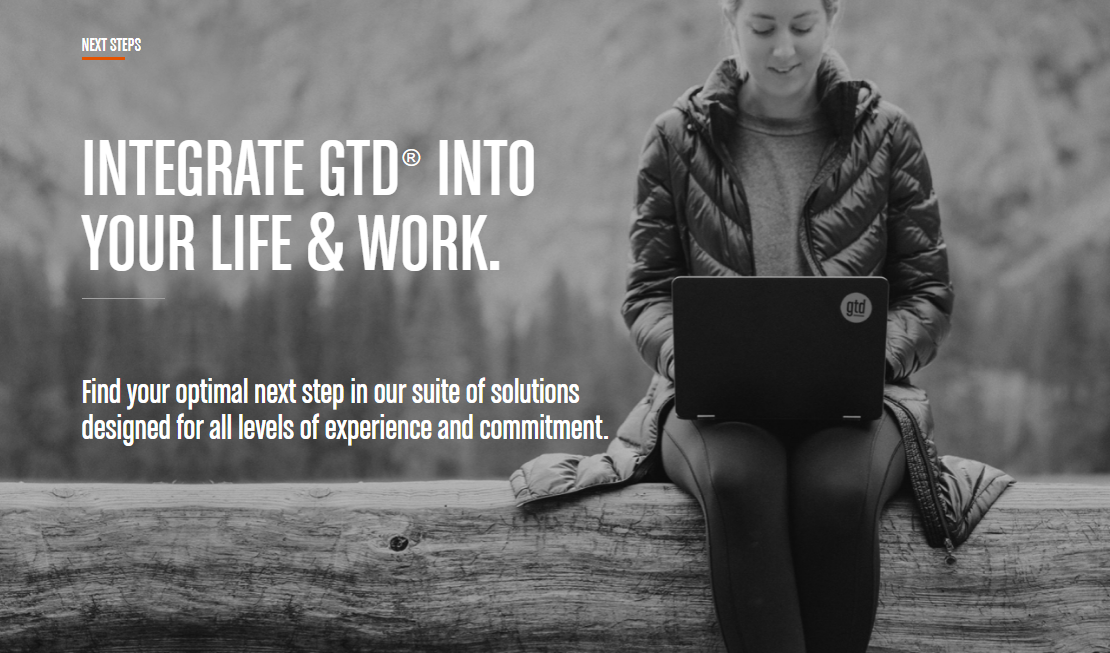 NEXT STEPS
INTEGRATE GTD® INTO
YOUR LIFE & WORK.
Find your optimal next step in our suite of solutions
designed for all levels of experience and commitment.
gtd